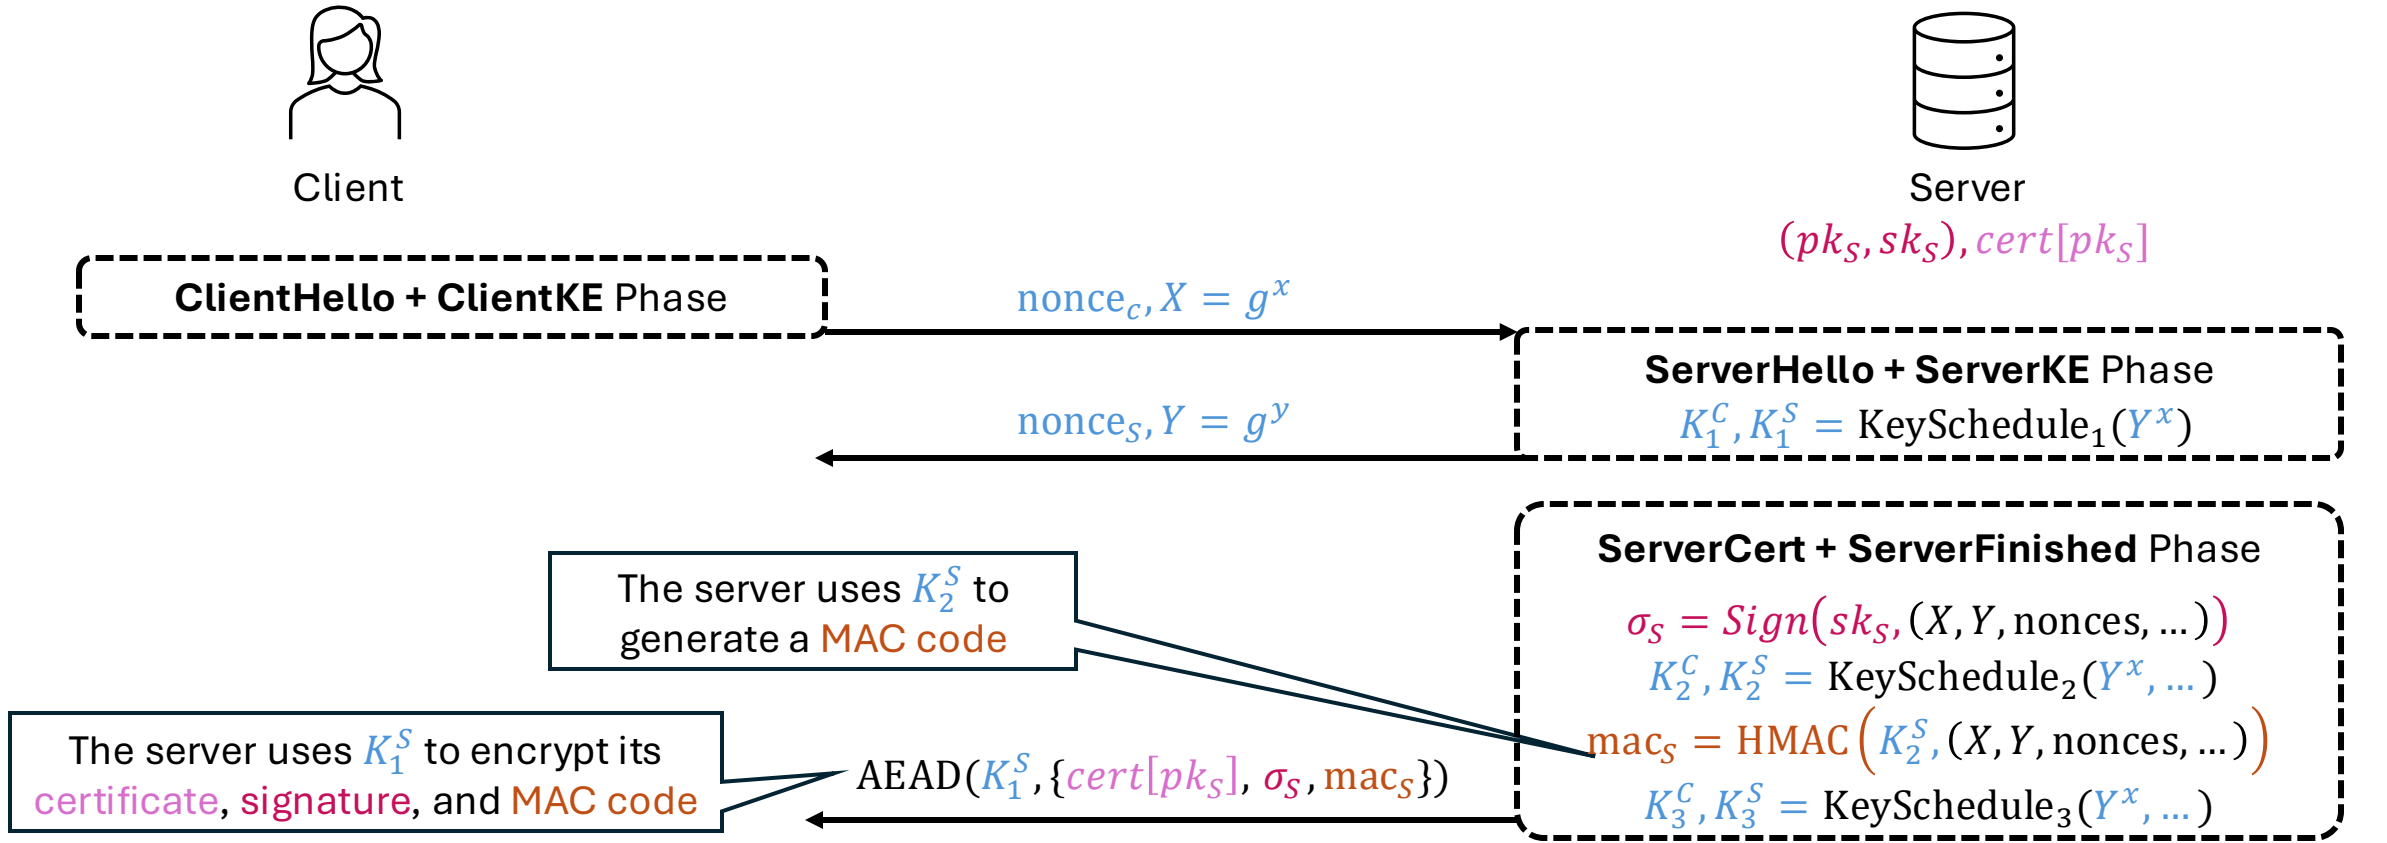 Client
Server
(pk_S, sk_S), cert[pk_S]
ClientHello + ClientKE Phase
nonce_c, X = g^x
ServerHello + ServerKE Phase
K_1^C, K_1^S = KeySchedule_1(Y^x)
nonce_S, Y = g^y
ServerCert + ServerFinished Phase
σ_S = Sign(sk_S, (X, Y, nonces, …))
K_2^C, K_2^S = KeySchedule_2(Y^x, …)
mac_S = HMAC(K_2^S, (X, Y, nonces, …))
K_3^C, K_3^S = KeySchedule_3(Y^x, …)
The server uses K_2^S to
generate a MAC code
The server uses K_1^S to encrypt its
certificate, signature, and MAC code
AEAD(K_1^S, {cert[pk_S], σ_S, mac_S})